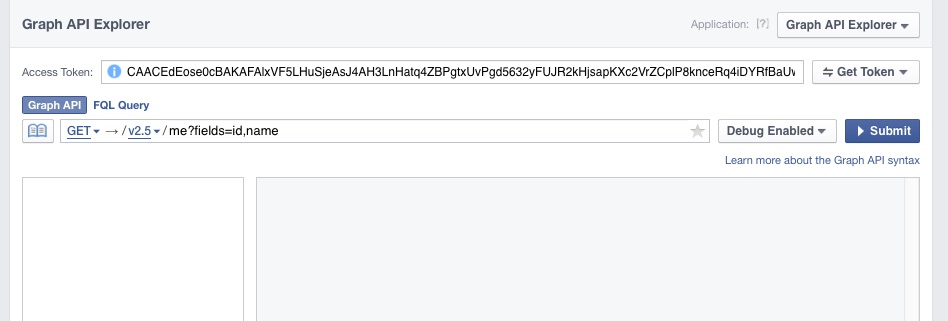 Graph API Explorer
Application: [?] Graph API Explorer
Access Token: CAACEdEose0cBAKAFAlxVF5LHuSjeAsJ4AH3LnHatq4ZBPgtxUvPgd5632yFUJR2kHjsapKXc2VrZCplP8knceRq4iDYRfBaUv Get Token
Graph API FQL Query
GET → / v2.5 / me?fields=id,name Debug Enabled Submit
Learn more about the Graph API syntax